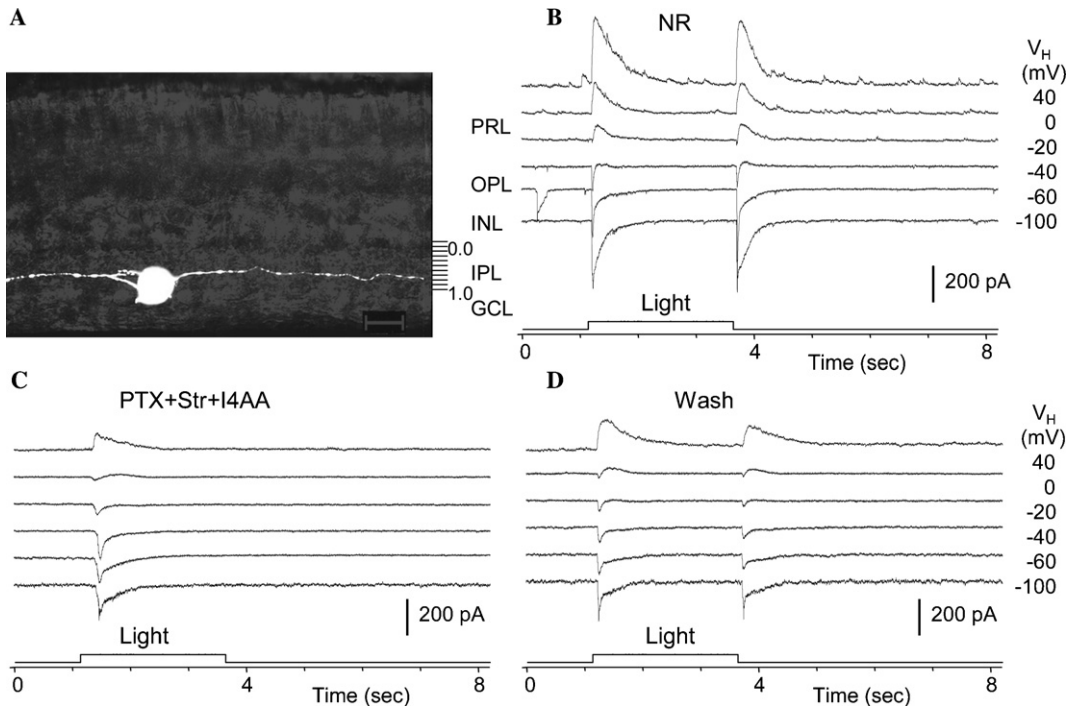 A
PRL
OPL
INL
0.0
IPL
1.0
GCL
B
NR
V_H
(mV)
40
0
-20
-40
-60
-100
200 pA
Light
0
4
8
Time (sec)
C
PTX+Str+I4AA
200 pA
Light
0
4
8
Time (sec)
D
Wash
V_H
(mV)
40
0
-20
-40
-60
-100
200 pA
Light
0
4
8
Time (sec)